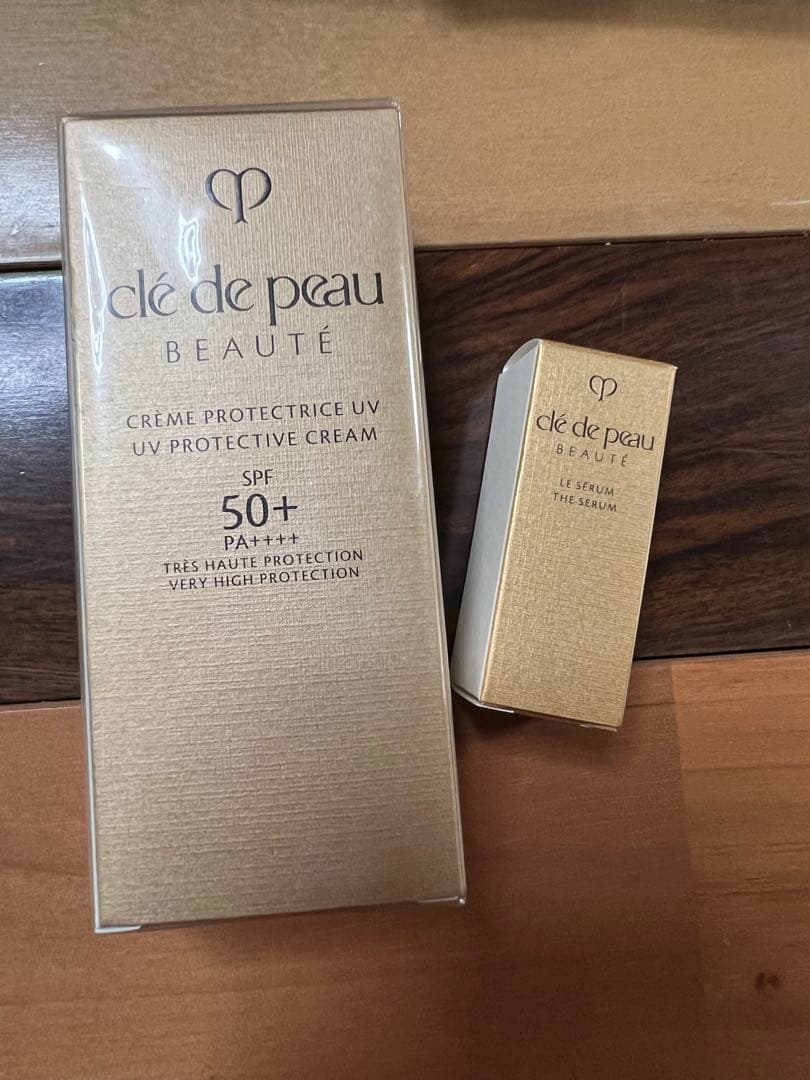 clé de peau
BEAUTÉ
CRÈME PROTECTRICE UV
UV PROTECTIVE CREAM
SPF
50+
PA++++
TRÈS HAUTE PROTECTION
VERY HIGH PROTECTION
clé de peau
BEAUTÉ
LE SÉRUM
THE SERUM